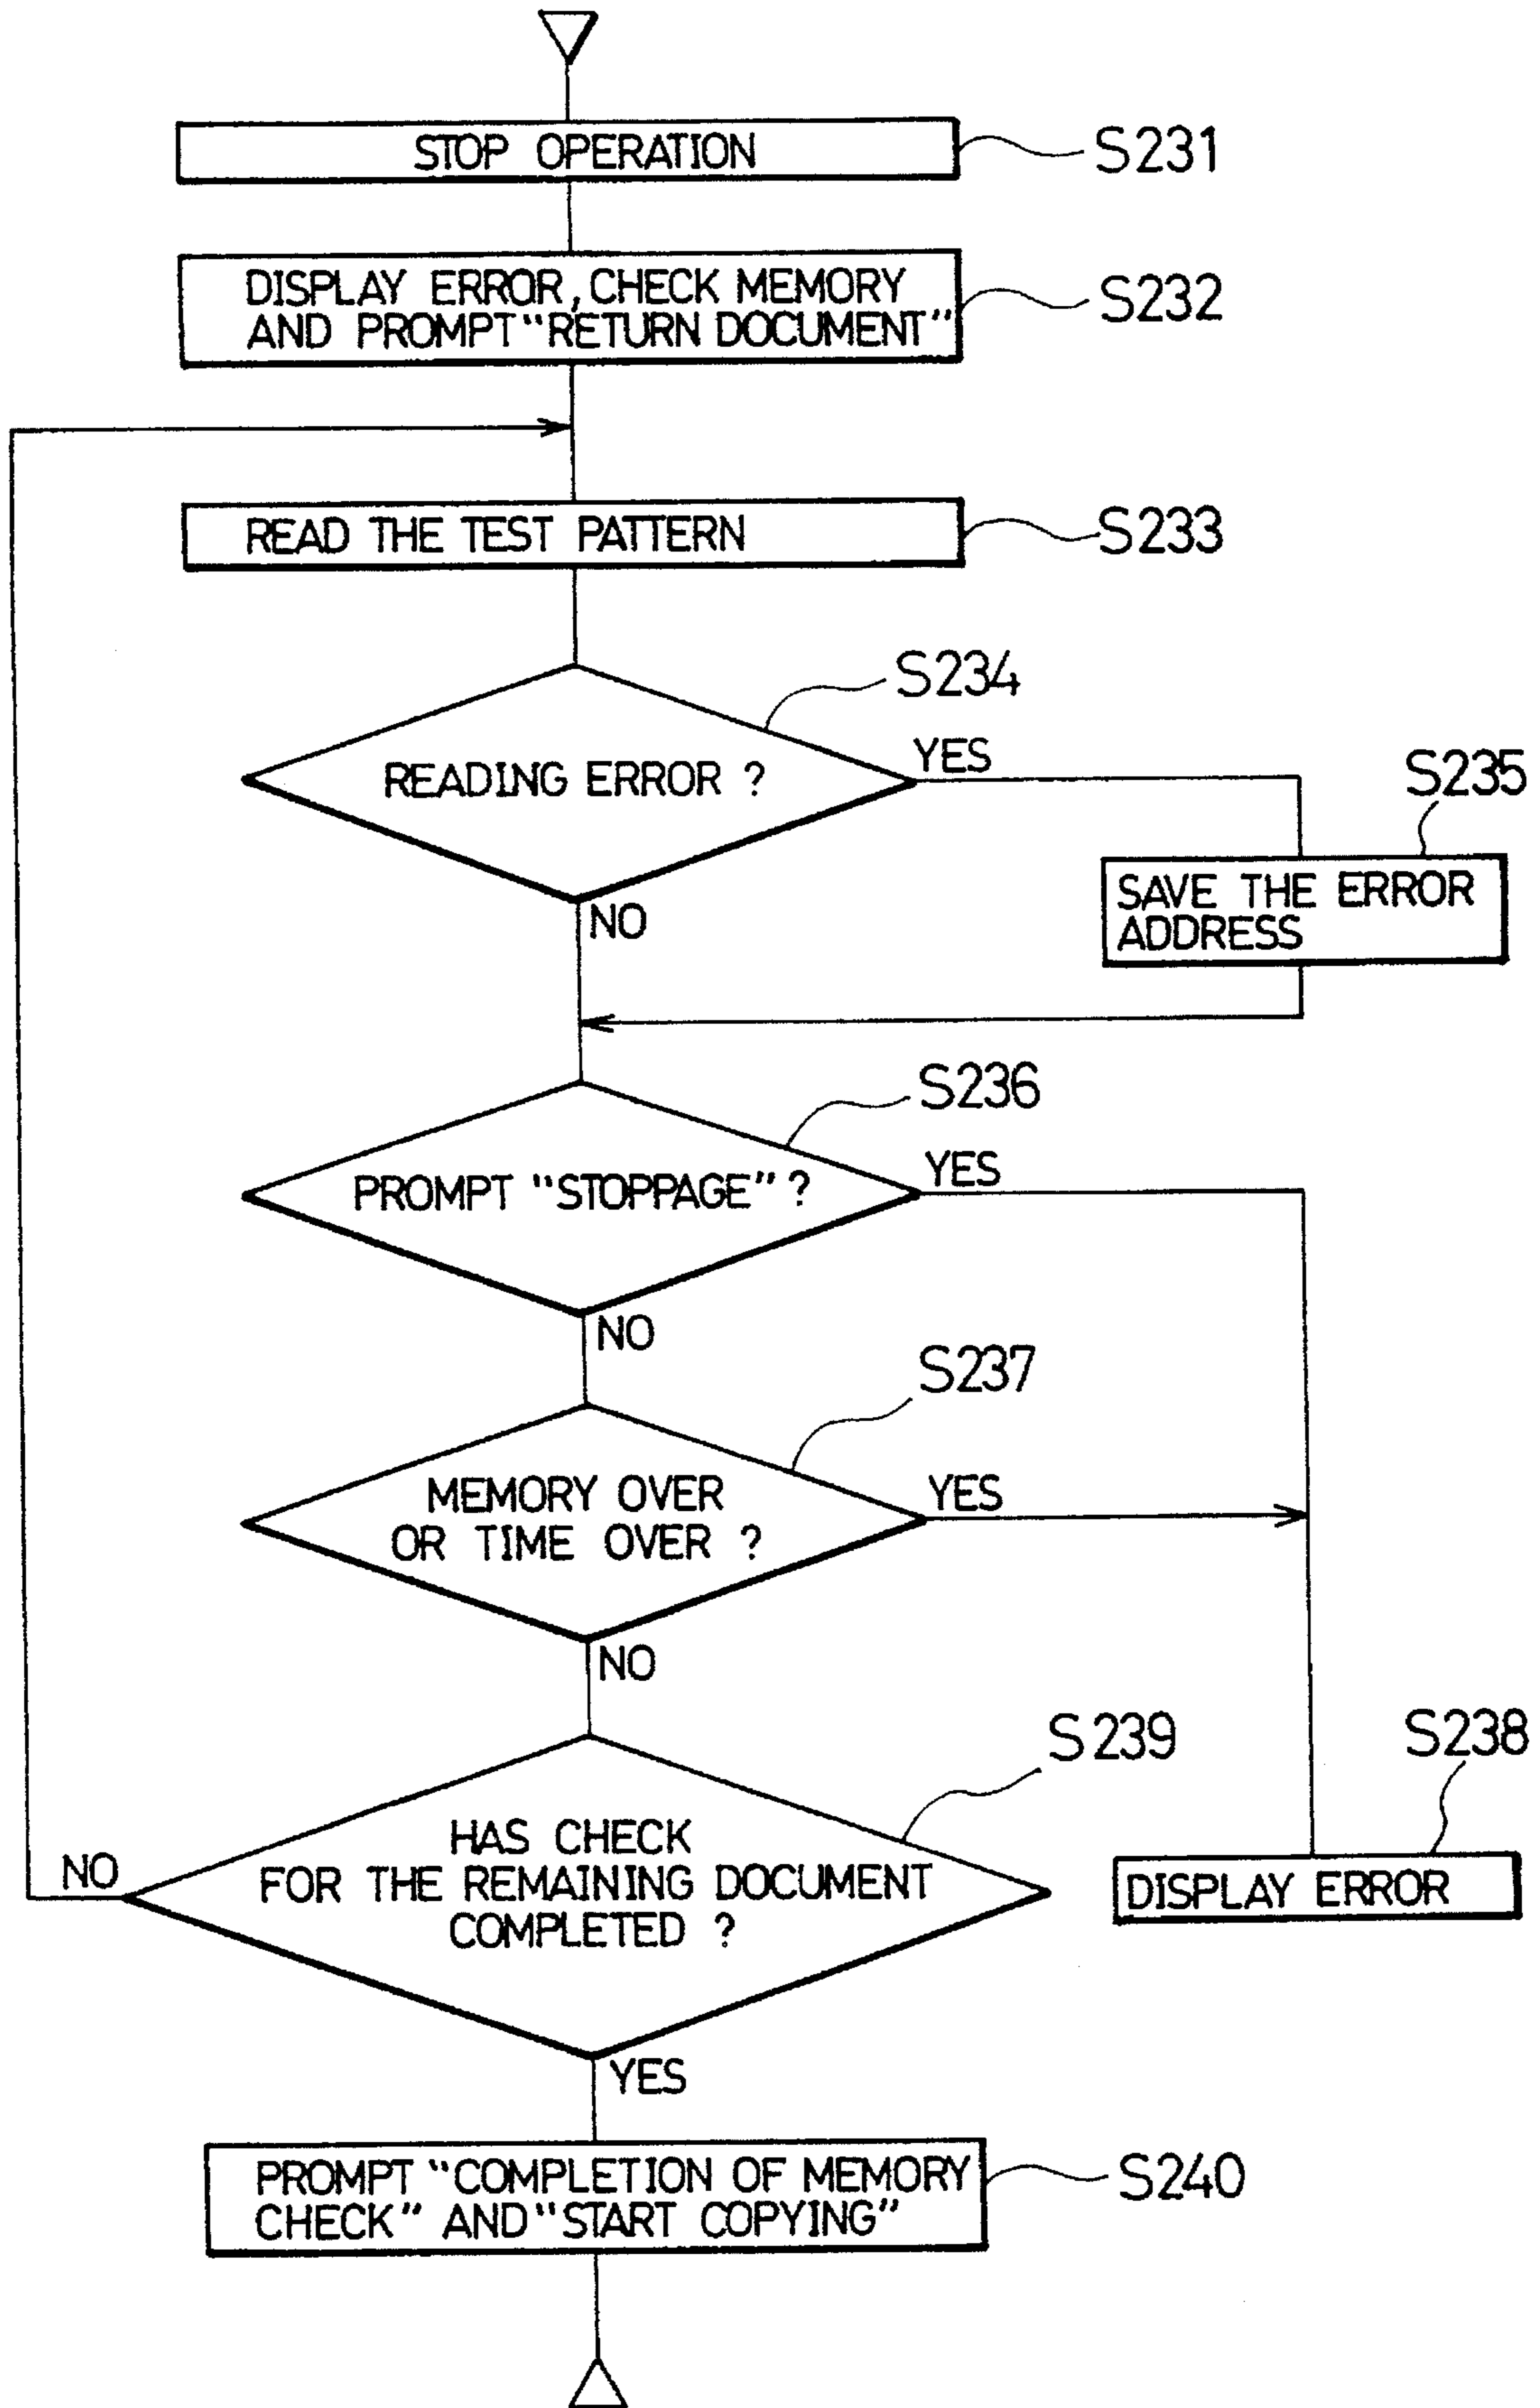 STOP OPERATION
S231
DISPLAY ERROR, CHECK MEMORY
AND PROMPT "RETURN DOCUMENT"
S232
READ THE TEST PATTERN
S233
S234
READING ERROR ?
YES
S235
SAVE THE ERROR
ADDRESS
NO
S236
PROMPT "STOPPAGE" ?
YES
NO
S237
MEMORY OVER
OR TIME OVER ?
YES
NO
S239
S238
HAS CHECK
FOR THE REMAINING DOCUMENT
COMPLETED ?
NO
DISPLAY ERROR
YES
PROMPT "COMPLETION OF MEMORY
CHECK" AND "START COPYING"
S240